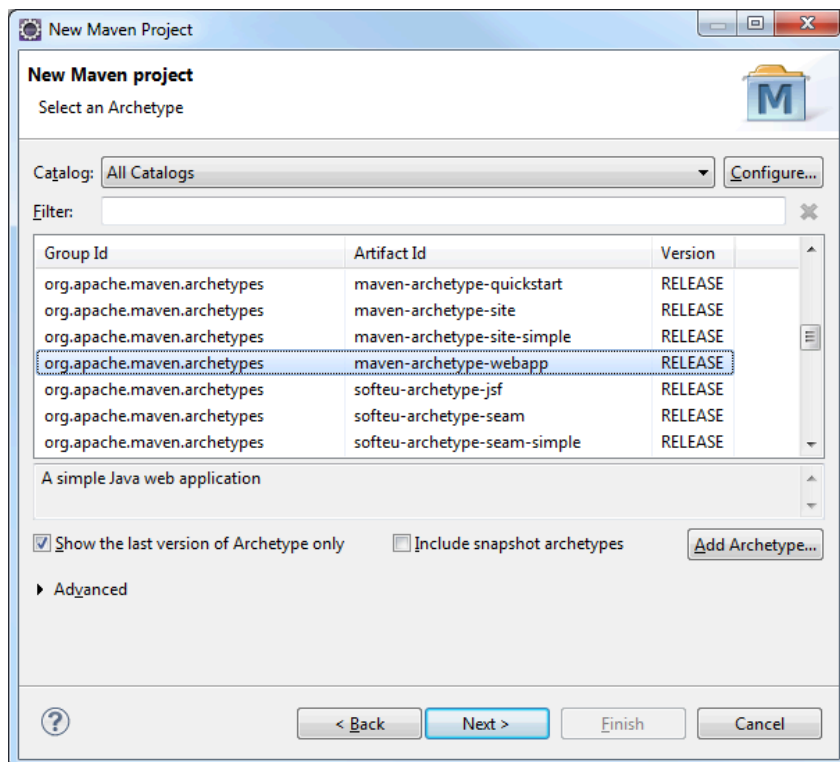 New Maven Project
New Maven project
Select an Archetype
M
Catalog: All Catalogs Configure...
Filter:
Group Id Artifact Id Version
org.apache.maven.archetypes maven-archetype-quickstart RELEASE
org.apache.maven.archetypes maven-archetype-site RELEASE
org.apache.maven.archetypes maven-archetype-site-simple RELEASE
org.apache.maven.archetypes maven-archetype-webapp RELEASE
org.apache.maven.archetypes softeu-archetype-jsf RELEASE
org.apache.maven.archetypes softeu-archetype-seam RELEASE
org.apache.maven.archetypes softeu-archetype-seam-simple RELEASE
A simple Java web application
Show the last version of Archetype only Include snapshot archetypes Add Archetype...
Advanced
? < Back Next > Finish Cancel